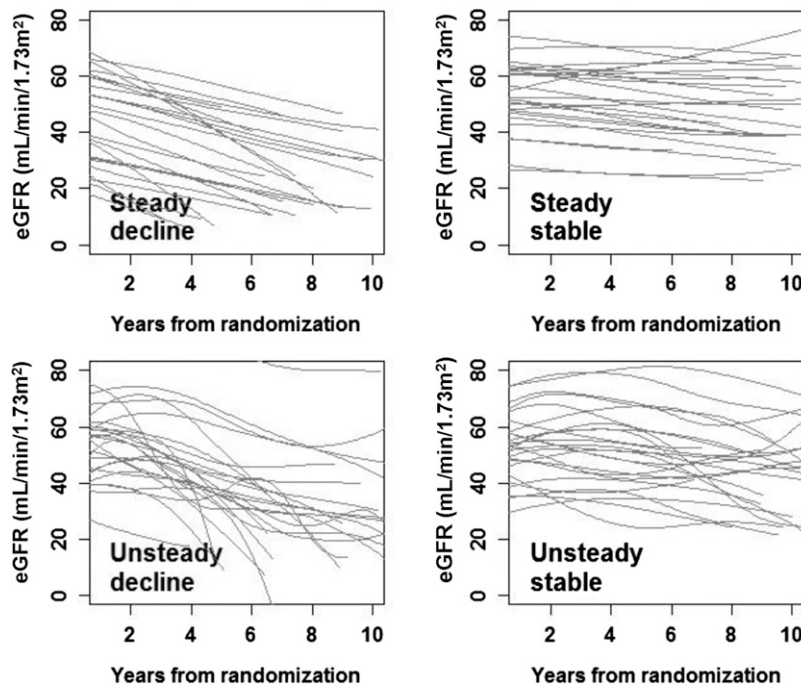 80
60
40
20
0
eGFR (mL/min/1.73m²)
Steady
decline
2 4 6 8 10
Years from randomization
80
60
40
20
0
eGFR (mL/min/1.73m²)
Steady
stable
2 4 6 8 10
Years from randomization
80
60
40
20
0
eGFR (mL/min/1.73m²)
Unsteady
decline
2 4 6 8 10
Years from randomization
80
60
40
20
0
eGFR (mL/min/1.73m²)
Unsteady
stable
2 4 6 8 10
Years from randomization